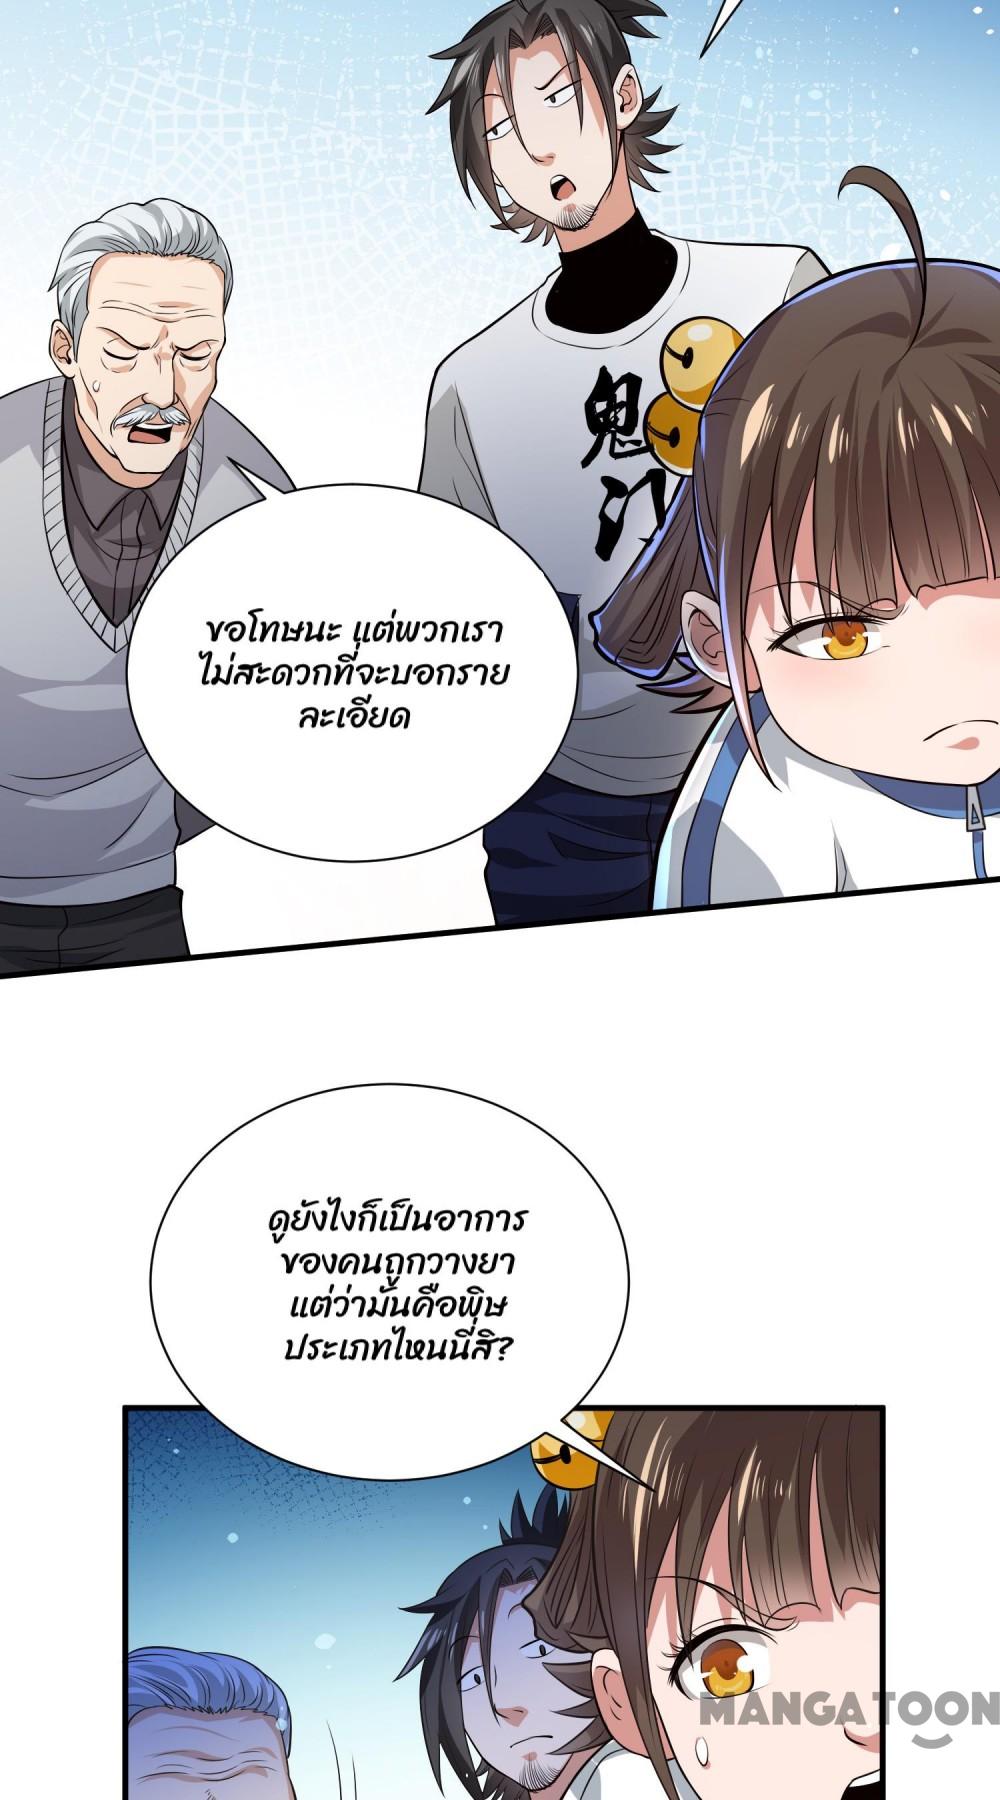 鬼
门
ขอโทษนะ แต่พวกเรา
ไม่สะดวกที่จะบอกราย
ละเอียด
ดูยังไงก็เป็นอาการ
ของคนถูกวางยา
แต่ว่ามันคือพิษ
ประเภทไหนนี่สิ?
MANGATOON